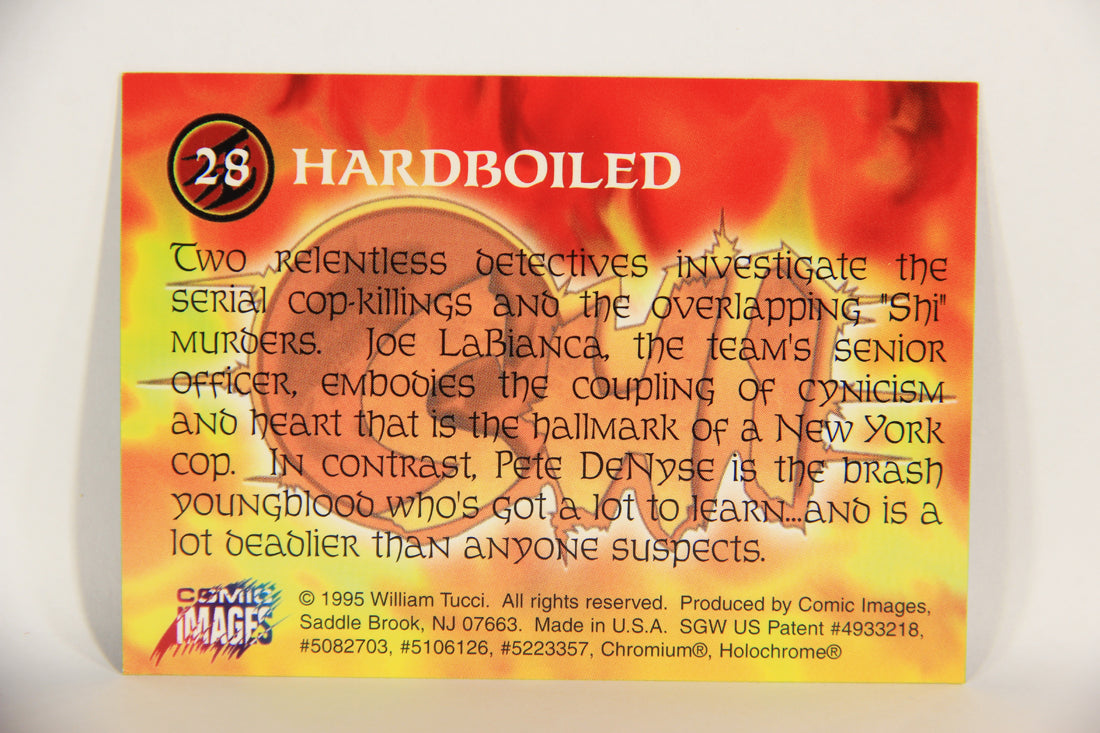 28 HARDBOILED
Two relentless detectives investigate the
serial cop-killings and the overlapping "Shi"
murders. Joe LaBianca, the team's senior
officer, embodies the coupling of cynicism
and heart that is the hallmark of a New York
cop. In contrast, Pete DeNyse is the brash
youngblood who's got a lot to learn...and is a
lot deadlier than anyone suspects.
COMIC
IMAGES
© 1995 William Tucci. All rights reserved. Produced by Comic Images,
Saddle Brook, NJ 07663. Made in U.S.A. SGW US Patent #4933218,
#5082703, #5106126, #5223357, Chromium®, Holochrome®